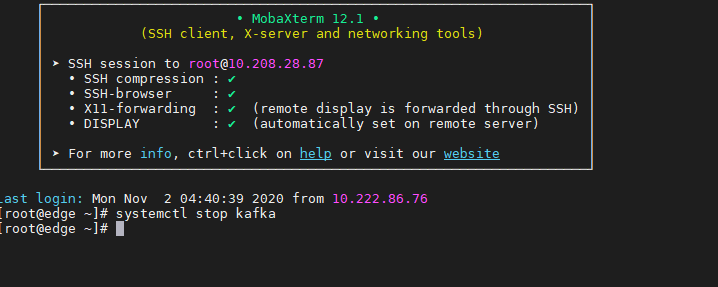 • MobaXterm 12.1 •
(SSH client, X-server and networking tools)
➤ SSH session to root@10.208.28.87
• SSH compression : ✔
• SSH-browser : ✔
• X11-forwarding : ✔ (remote display is forwarded through SSH)
• DISPLAY : ✔ (automatically set on remote server)
➤ For more info, ctrl+click on help or visit our website
Last login: Mon Nov  2 04:40:39 2020 from 10.222.86.76
[root@edge ~]# systemctl stop kafka
[root@edge ~]#